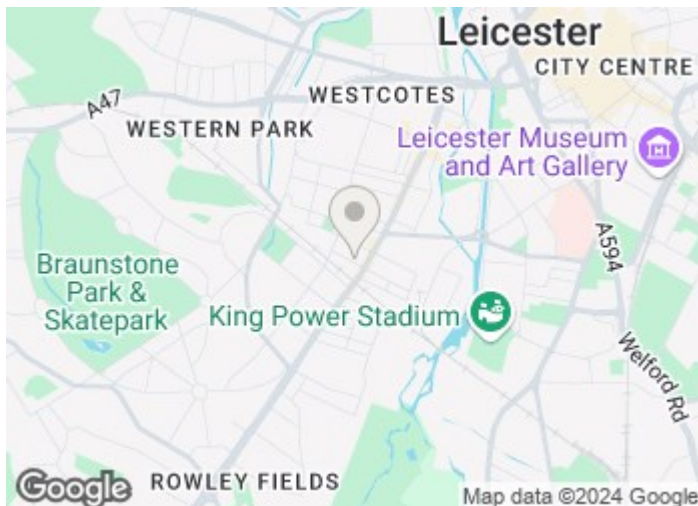 Leicester
CITY CENTRE
WESTCOTES
A47
WESTERN PARK
Leicester Museum
and Art Gallery
A594
Braunstone
Park &
Skatepark
King Power Stadium
Welford Rd
ROWLEY FIELDS
Google
Map data ©2024 Google